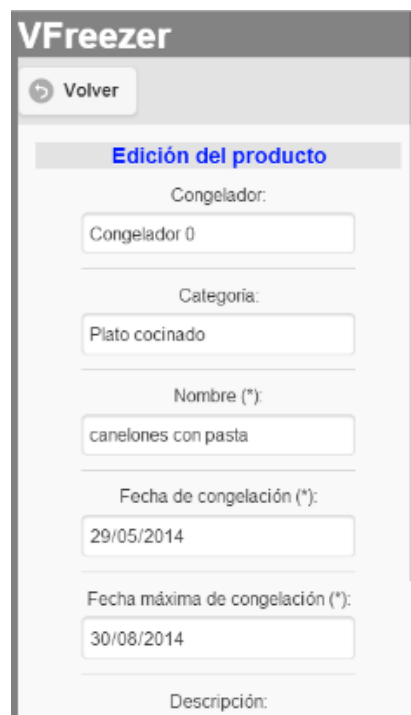 VFreezer
Volver
Edición del producto
Congelador:
Congelador 0
Categoría:
Plato cocinado
Nombre (*):
canelones con pasta
Fecha de congelación (*):
29/05/2014
Fecha máxima de congelación (*):
30/08/2014
Descripción: